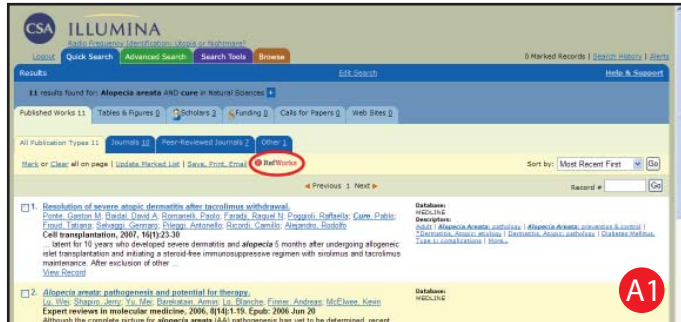 CSA ILLUMINA
Radio Frequency Identification: Utopia or Nightmare?
Logout Quick Search Advanced Search Search Tools Browse 0 Marked Records | Search History | Alerts
Results Edit Search Help & Support
11 results found for: Alopecia areata AND cure in Natural Sciences +
Published Works 11 Tables & Figures 0 Scholars 2 Funding 0 Calls for Papers 0 Web Sites 0
All Publication Types 11 Journals 10 Peer-Reviewed Journals 7 Other 1
Mark or Clear all on page | Update Marked List | Save, Print, Email RefWorks Sort by: Most Recent First Go
Previous 1 Next Record # Go
1. Resolution of severe atopic dermatitis after tacrolimus withdrawal.
Ponte, Gaston M; Baidal, David A; Romanelli, Paolo; Faradji, Raquel N; Poggioli, Raffaella; Cure, Pablo;
Froud, Tatiana; Selvaggi, Gennaro; Pileggi, Antonello; Ricordi, Camillo; Alejandro, Rodolfo
Cell transplantation, 2007, 16(1):23-30
... latent for 10 years who developed severe dermatitis and alopecia 5 months after undergoing allogeneic
islet transplantation and initiating a steroid-free immunosuppressive regimen with sirolimus and tacrolimus
maintenance. After exclusion of other ...
View Record
Database:
MEDLINE
Descriptors:
Adult | Alopecia Areata: pathology | Alopecia Areata: prevention & control |
*Dermatitis, Atopic: etiology | Dermatitis, Atopic: pathology | Diabetes Mellitus,
Type 1: complications | More...
2. Alopecia areata: pathogenesis and potential for therapy.
Lu, Wei; Shapiro, Jerry; Yu, Mei; Barekatain, Armin; Lo, Blanche; Finner, Andreas; McElwee, Kevin
Expert reviews in molecular medicine, 2006, 8(14):1-19. Epub: 2006 Jun 20
Although the complete picture for alopecia areata (AA) pathogenesis has yet to be determined, recent
Database:
MEDLINE
A1